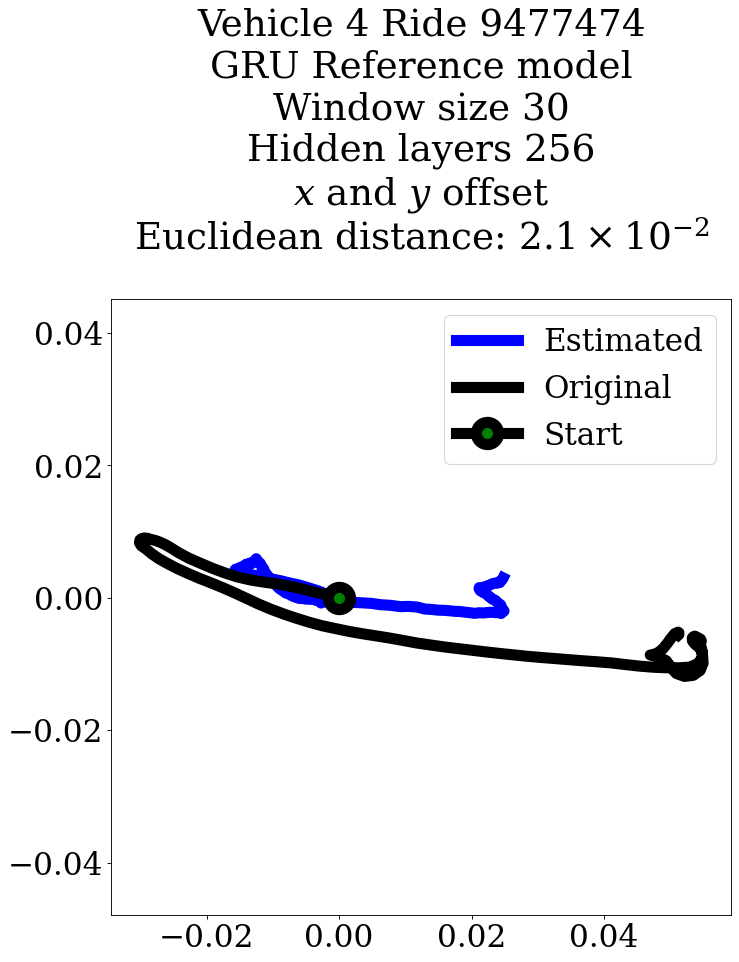 Vehicle 4 Ride 9477474
GRU Reference model
Window size 30
Hidden layers 256
x and y offset
Euclidean distance: 2.1 × 10⁻²
Estimated
Original
Start
0.04
0.02
0.00
−0.02
−0.04
−0.02 0.00 0.02 0.04